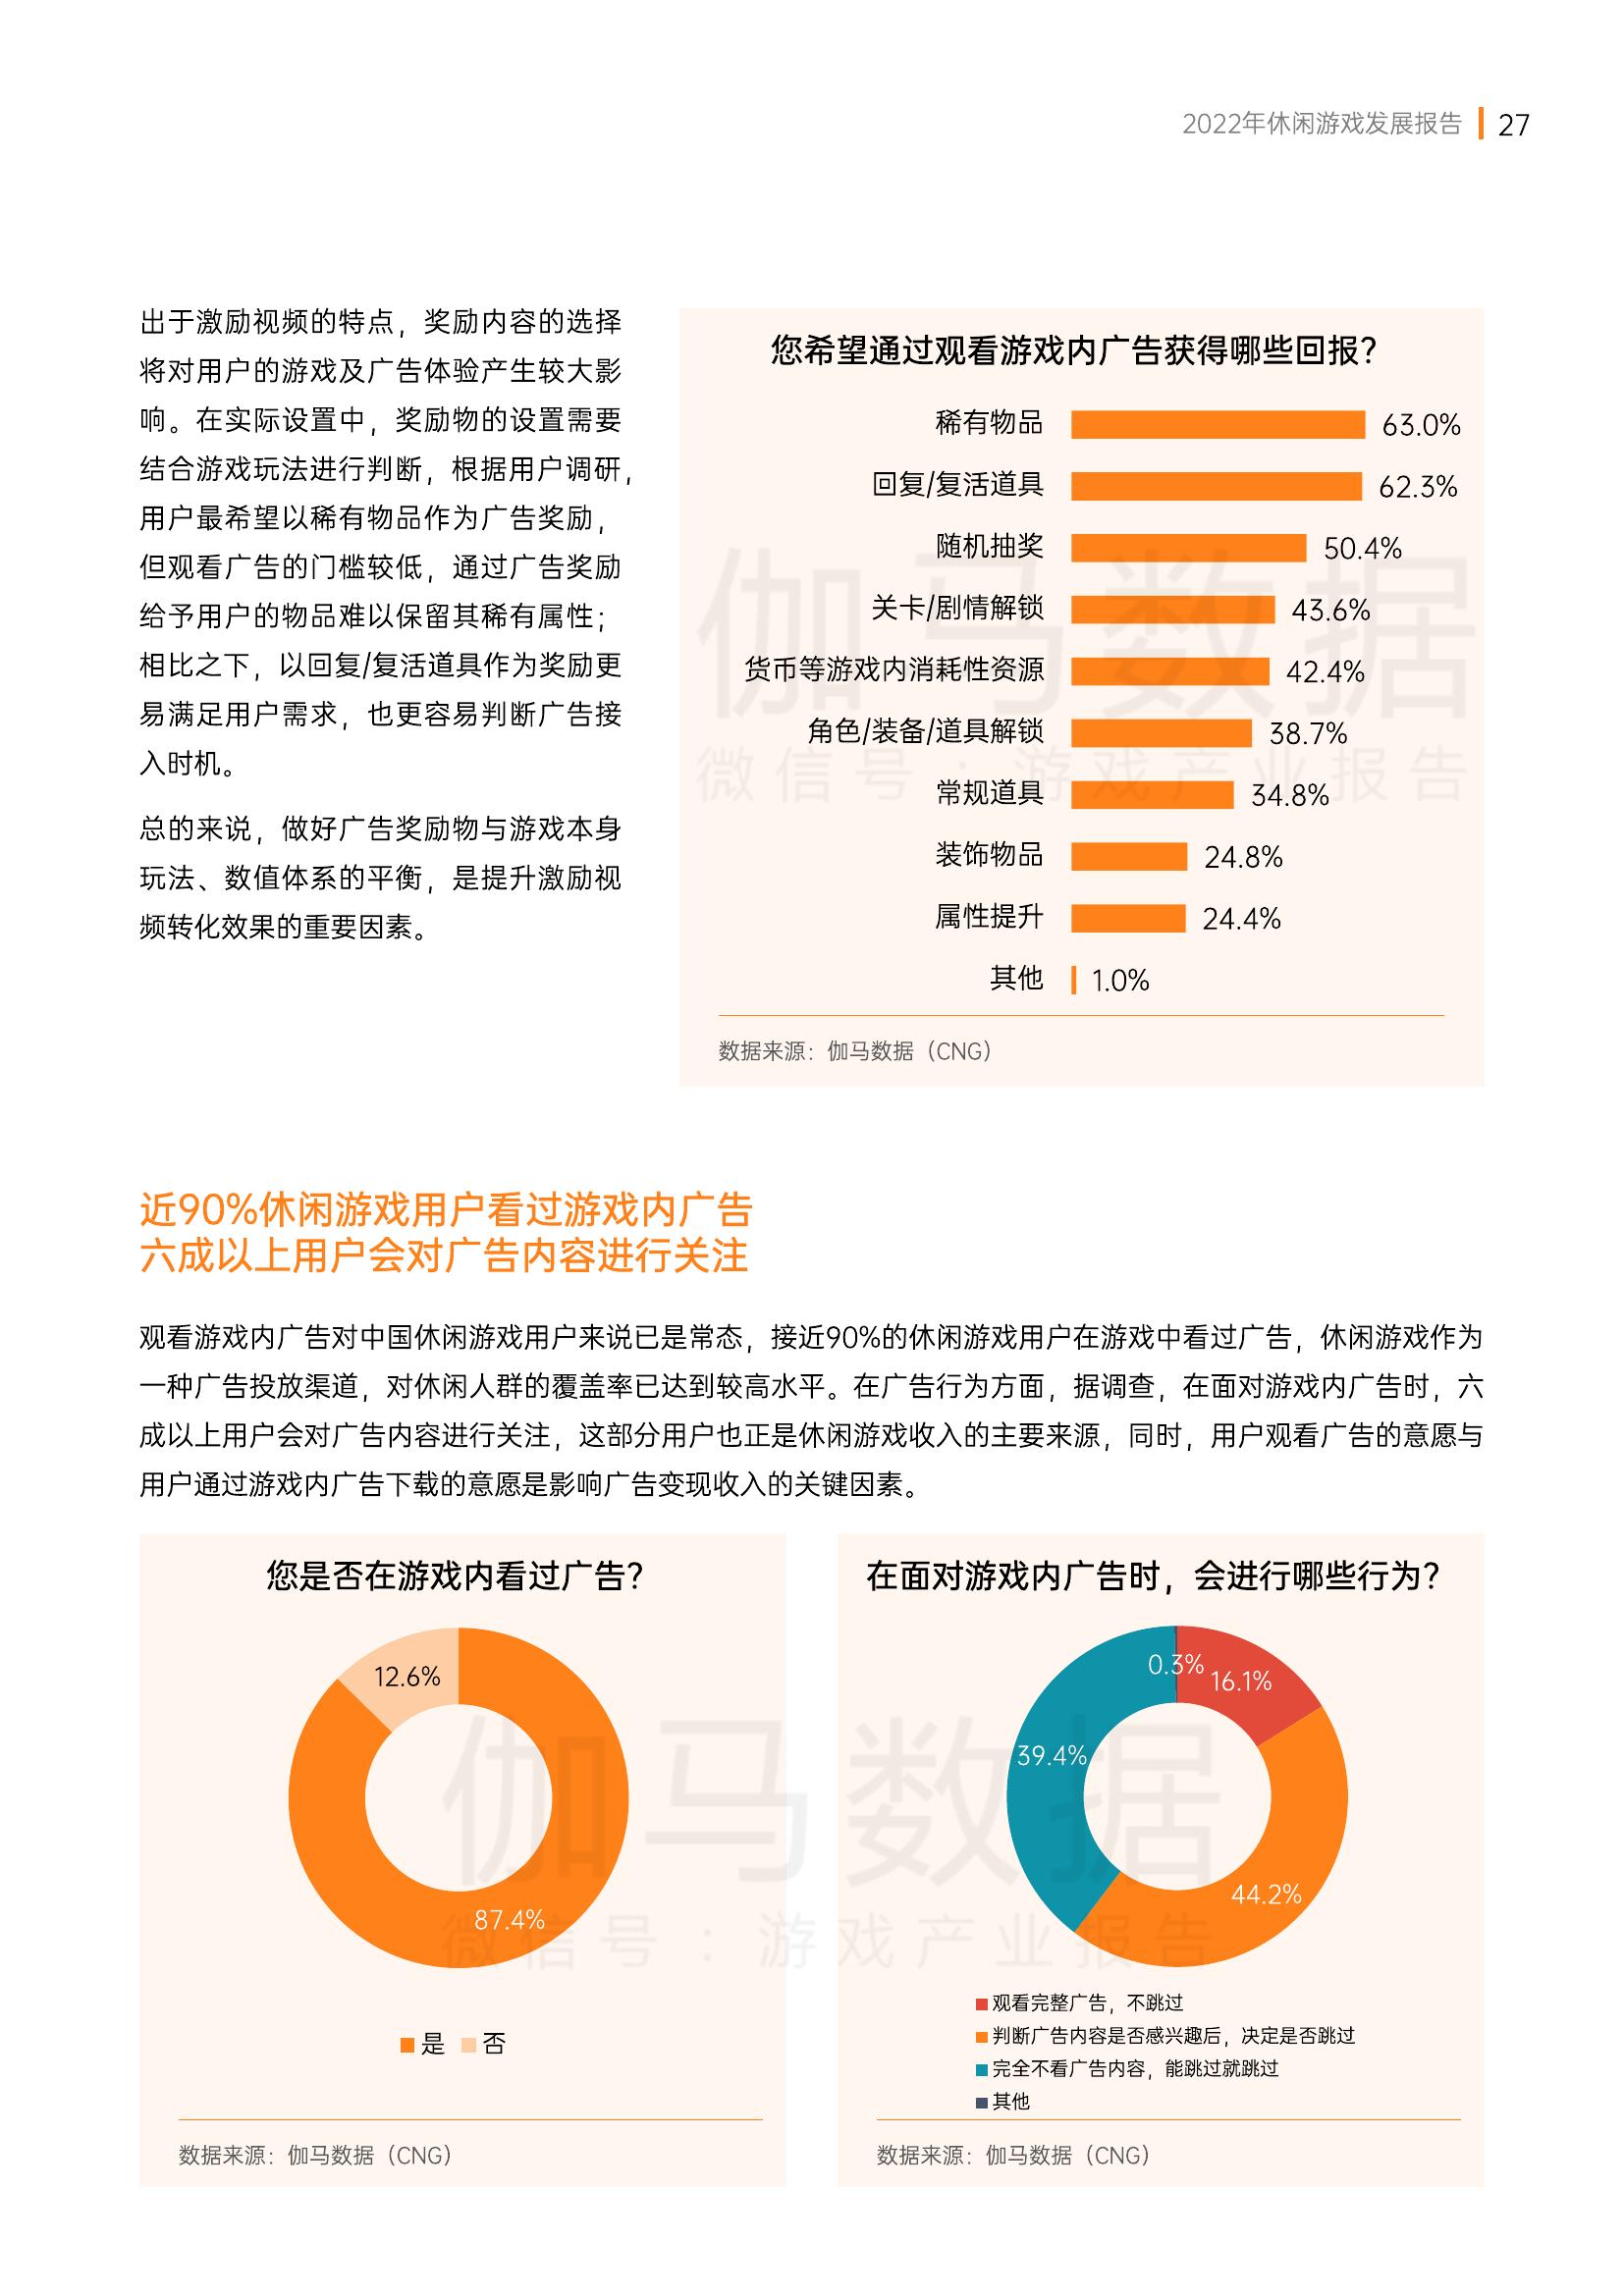 2022年休闲游戏发展报告 27
出于激励视频的特点，奖励内容的选择
将对用户的游戏及广告体验产生较大影
响。在实际设置中，奖励物的设置需要
结合游戏玩法进行判断，根据用户调研，
用户最希望以稀有物品作为广告奖励，
但观看广告的门槛较低，通过广告奖励
给予用户的物品难以保留其稀有属性；
相比之下，以回复/复活道具作为奖励更
易满足用户需求，也更容易判断广告接
入时机。
总的来说，做好广告奖励物与游戏本身
玩法、数值体系的平衡，是提升激励视
频转化效果的重要因素。
您希望通过观看游戏内广告获得哪些回报？
稀有物品 63.0%
回复/复活道具 62.3%
随机抽奖 50.4%
关卡/剧情解锁 43.6%
货币等游戏内消耗性资源 42.4%
角色/装备/道具解锁 38.7%
常规道具 34.8%
装饰物品 24.8%
属性提升 24.4%
其他 1.0%
伽马数据
微信号：游戏产业报告
数据来源：伽马数据（CNG）
近90%休闲游戏用户看过游戏内广告
六成以上用户会对广告内容进行关注
观看游戏内广告对中国休闲游戏用户来说已是常态，接近90%的休闲游戏用户在游戏中看过广告，休闲游戏作为
一种广告投放渠道，对休闲人群的覆盖率已达到较高水平。在广告行为方面，据调查，在面对游戏内广告时，六
成以上用户会对广告内容进行关注，这部分用户也正是休闲游戏收入的主要来源，同时，用户观看广告的意愿与
用户通过游戏内广告下载的意愿是影响广告变现收入的关键因素。
您是否在游戏内看过广告？
12.6%
87.4%
是 否
数据来源：伽马数据（CNG）
在面对游戏内广告时，会进行哪些行为？
0.3%
16.1%
39.4%
44.2%
观看完整广告，不跳过
判断广告内容是否感兴趣后，决定是否跳过
完全不看广告内容，能跳过就跳过
其他
数据来源：伽马数据（CNG）
伽马数据
微信号：游戏产业报告